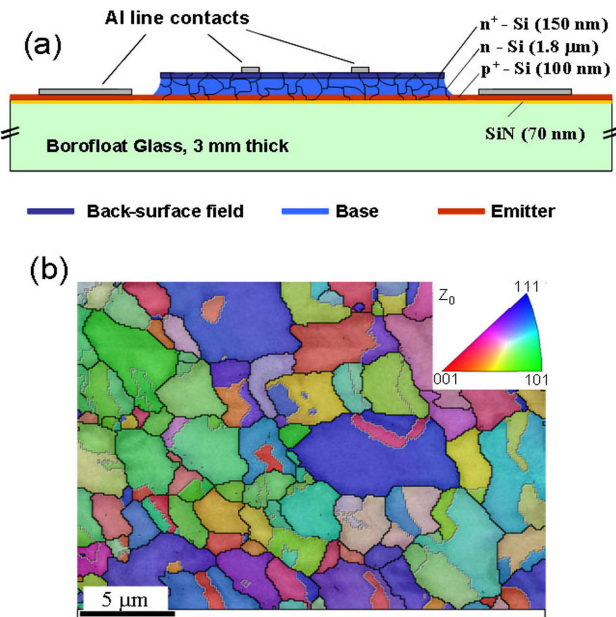 Al line contacts
(a)
n⁺- Si (150 nm)
n - Si (1.8 μm)
p⁺- Si (100 nm)
SiN (70 nm)
Borofloat Glass, 3 mm thick
Back-surface field
Base
Emitter
(b)
Z₀
111
001
101
5 μm